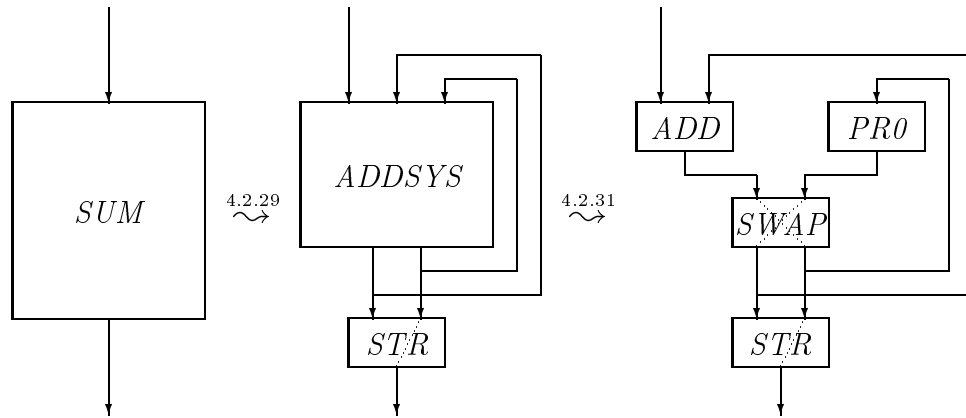 SUM
4.2.29
ADDSYS
STR
4.2.31
ADD
PR0
SWAP
STR